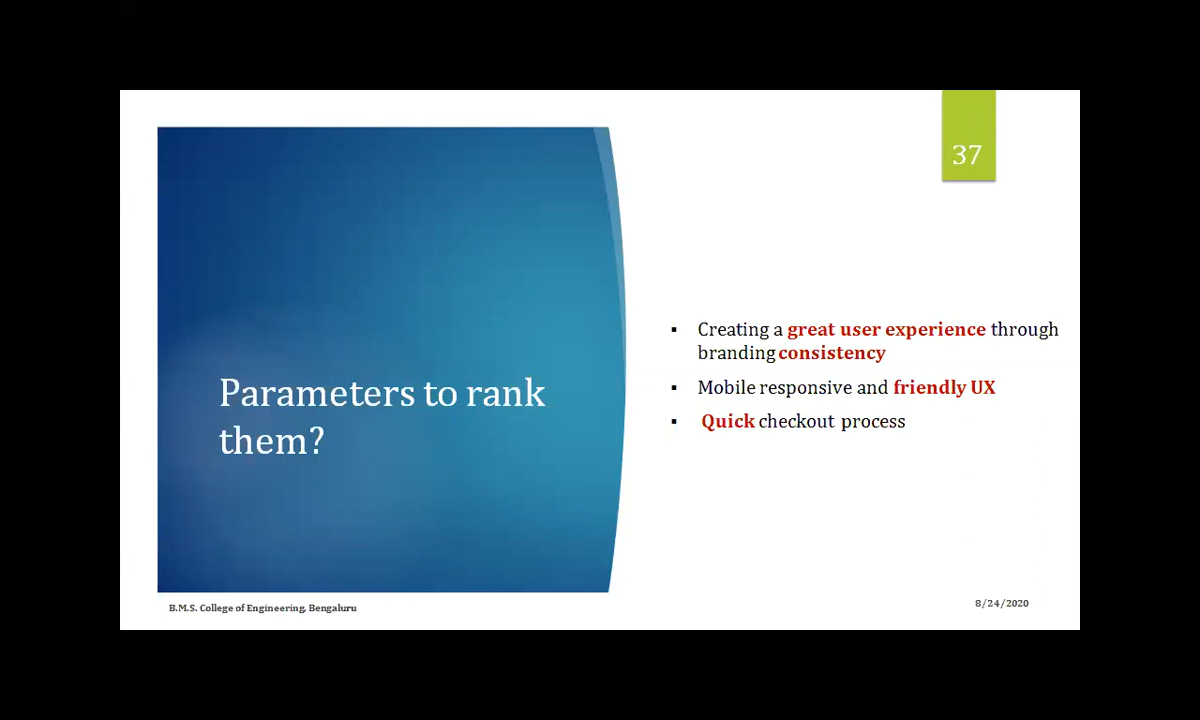 37
Parameters to rank
them?
▪ Creating a great user experience through
branding consistency
▪ Mobile responsive and friendly UX
▪ Quick checkout process
B.M.S. College of Engineering, Bengaluru
8/24/2020